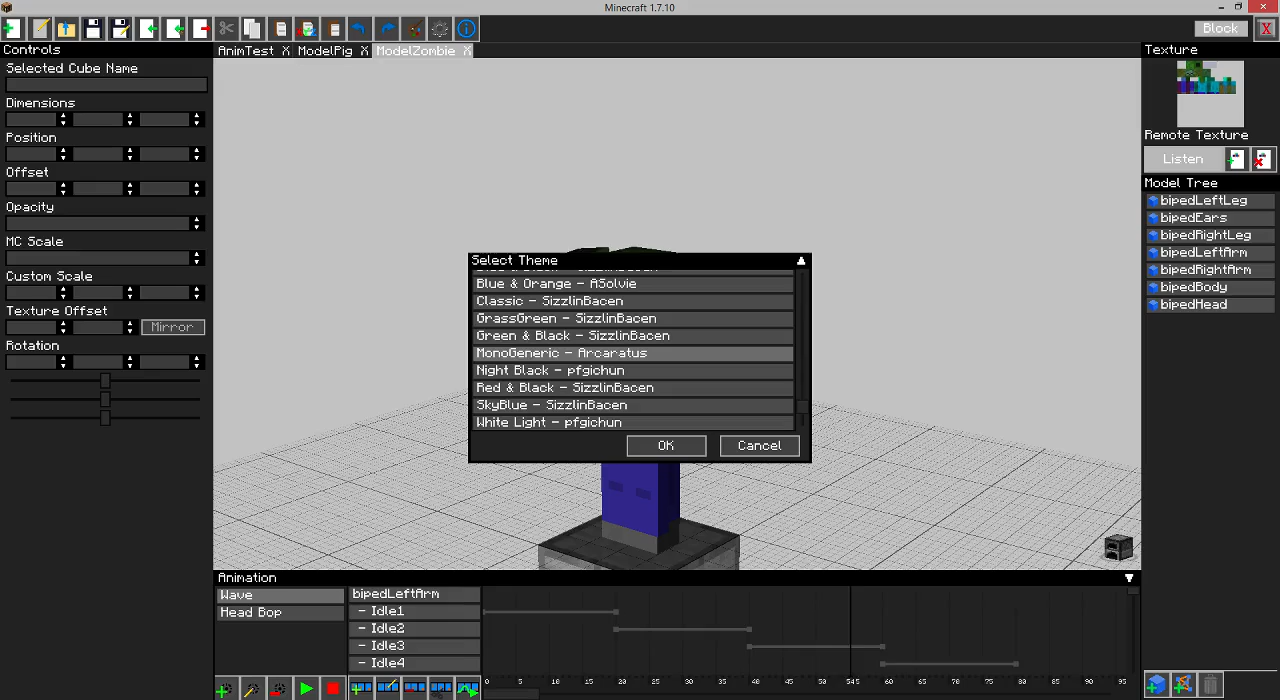 Minecraft 1.7.10
Block
X
Controls
AnimTest X
ModelPig X
ModelZombie X
Texture
Selected Cube Name
Dimensions
Position
Offset
Opacity
MC Scale
Custom Scale
Texture Offset
Mirror
Rotation
Remote Texture
Listen
Model Tree
bipedLeftLeg
bipedEars
bipedRightLeg
bipedLeftArm
bipedRightArm
bipedBody
bipedHead
Select Theme
Blue & Orange - ASolvie
Classic - SizzlinBacen
GrassGreen - SizzlinBacen
Green & Black - SizzlinBacen
MonoGeneric - Arcaratus
Night Black - pfgichun
Red & Black - SizzlinBacen
SkyBlue - SizzlinBacen
White Light - pfgichun
OK
Cancel
Animation
Wave
Head Bop
bipedLeftArm
- Idle1
- Idle2
- Idle3
- Idle4
0 5 10 15 20 25 30 35 40 45 50 60 65 70 75 80 85 90 95